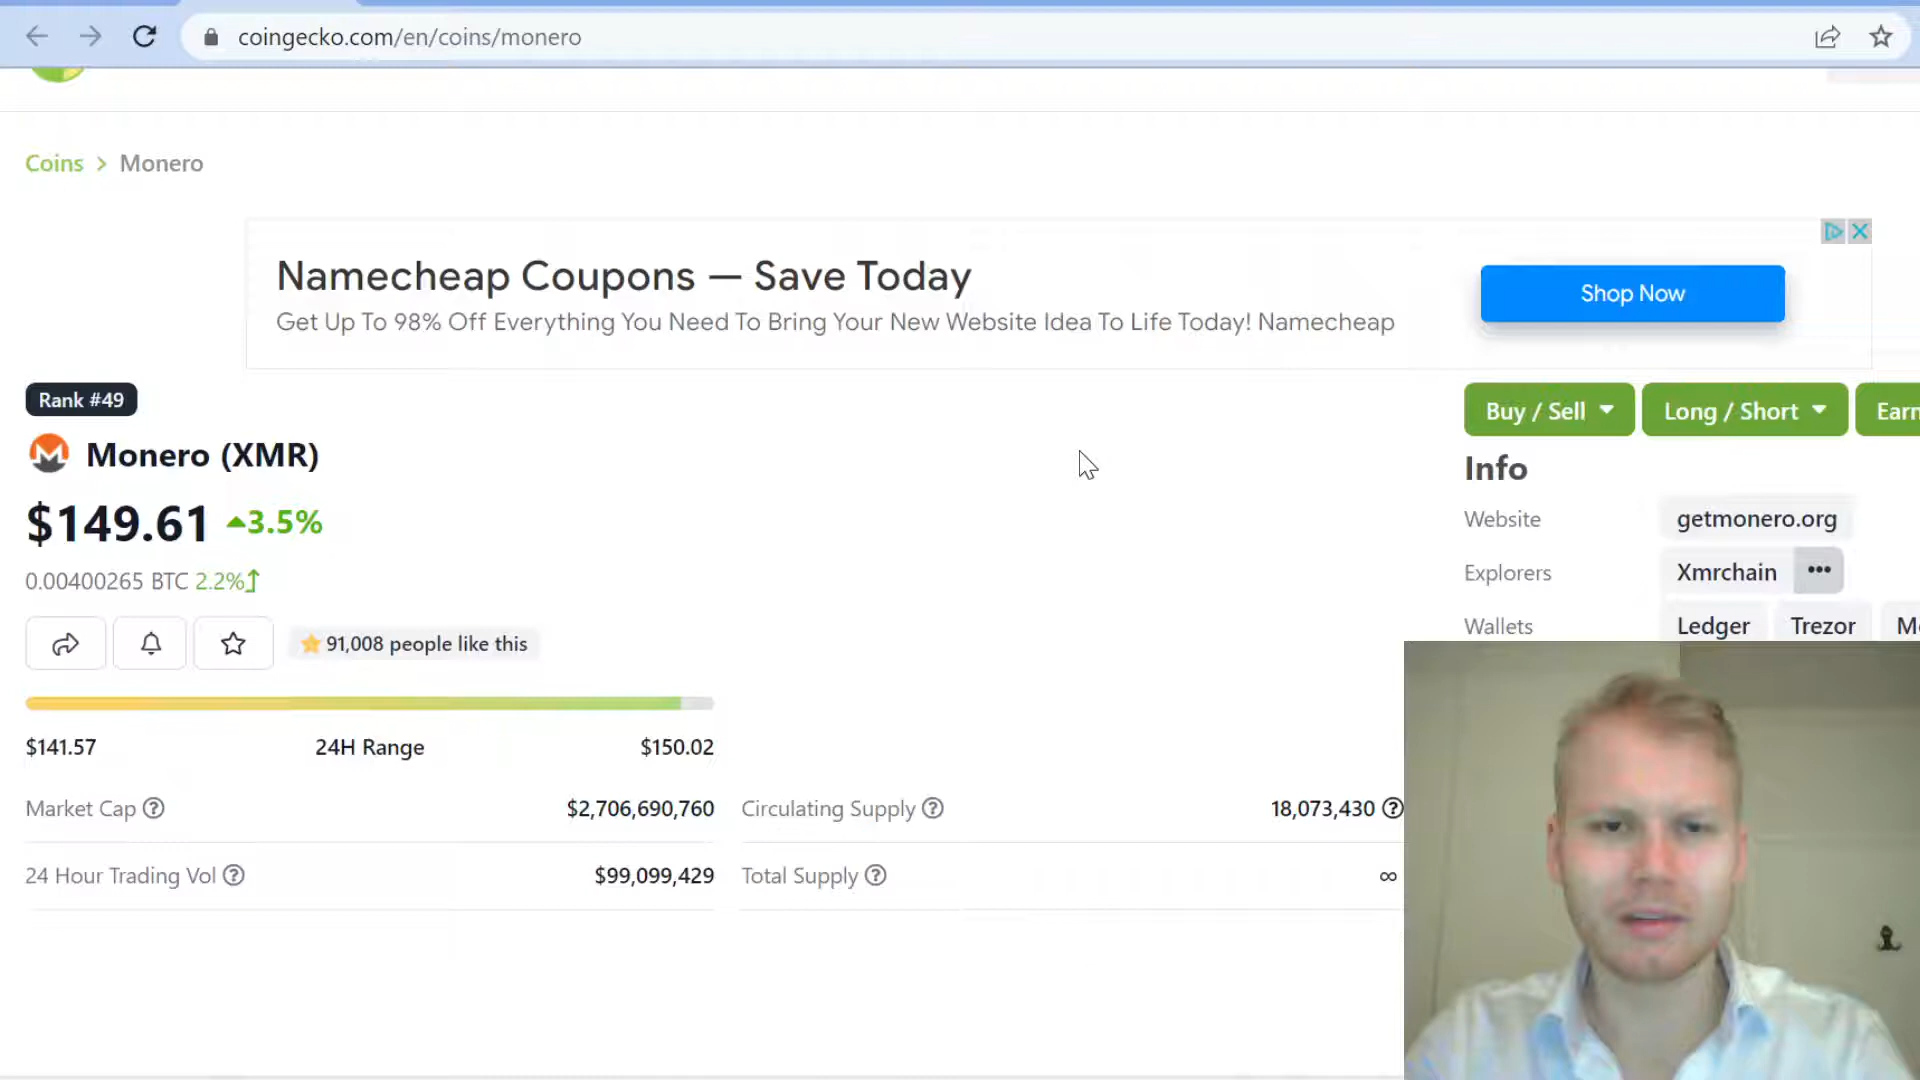 coingecko.com/en/coins/monero
Coins > Monero
Namecheap Coupons — Save Today
Get Up To 98% Off Everything You Need To Bring Your New Website Idea To Life Today! Namecheap
Shop Now
Rank #49
Monero (XMR)
$149.61 3.5%
0.00400265 BTC 2.2%
91,008 people like this
$141.57 24H Range $150.02
Market Cap $2,706,690,760
24 Hour Trading Vol $99,099,429
Circulating Supply 18,073,430
Total Supply ∞
Buy / Sell Long / Short Earn
Info
Website getmonero.org
Explorers Xmrchain •••
Wallets Ledger Trezor